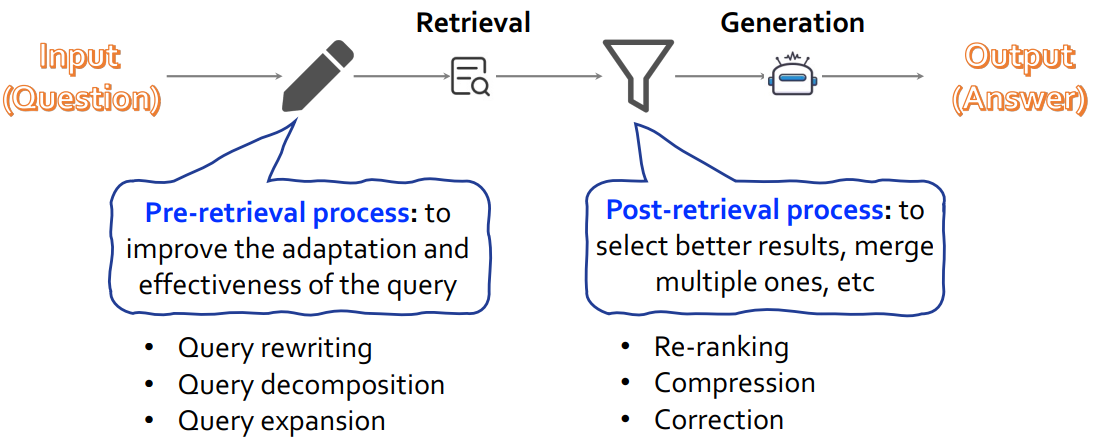 Retrieval
Generation
Input
(Question)
Output
(Answer)
Pre-retrieval process: to
improve the adaptation and
effectiveness of the query
Post-retrieval process: to
select better results, merge
multiple ones, etc
• Query rewriting
• Query decomposition
• Query expansion
• Re-ranking
• Compression
• Correction